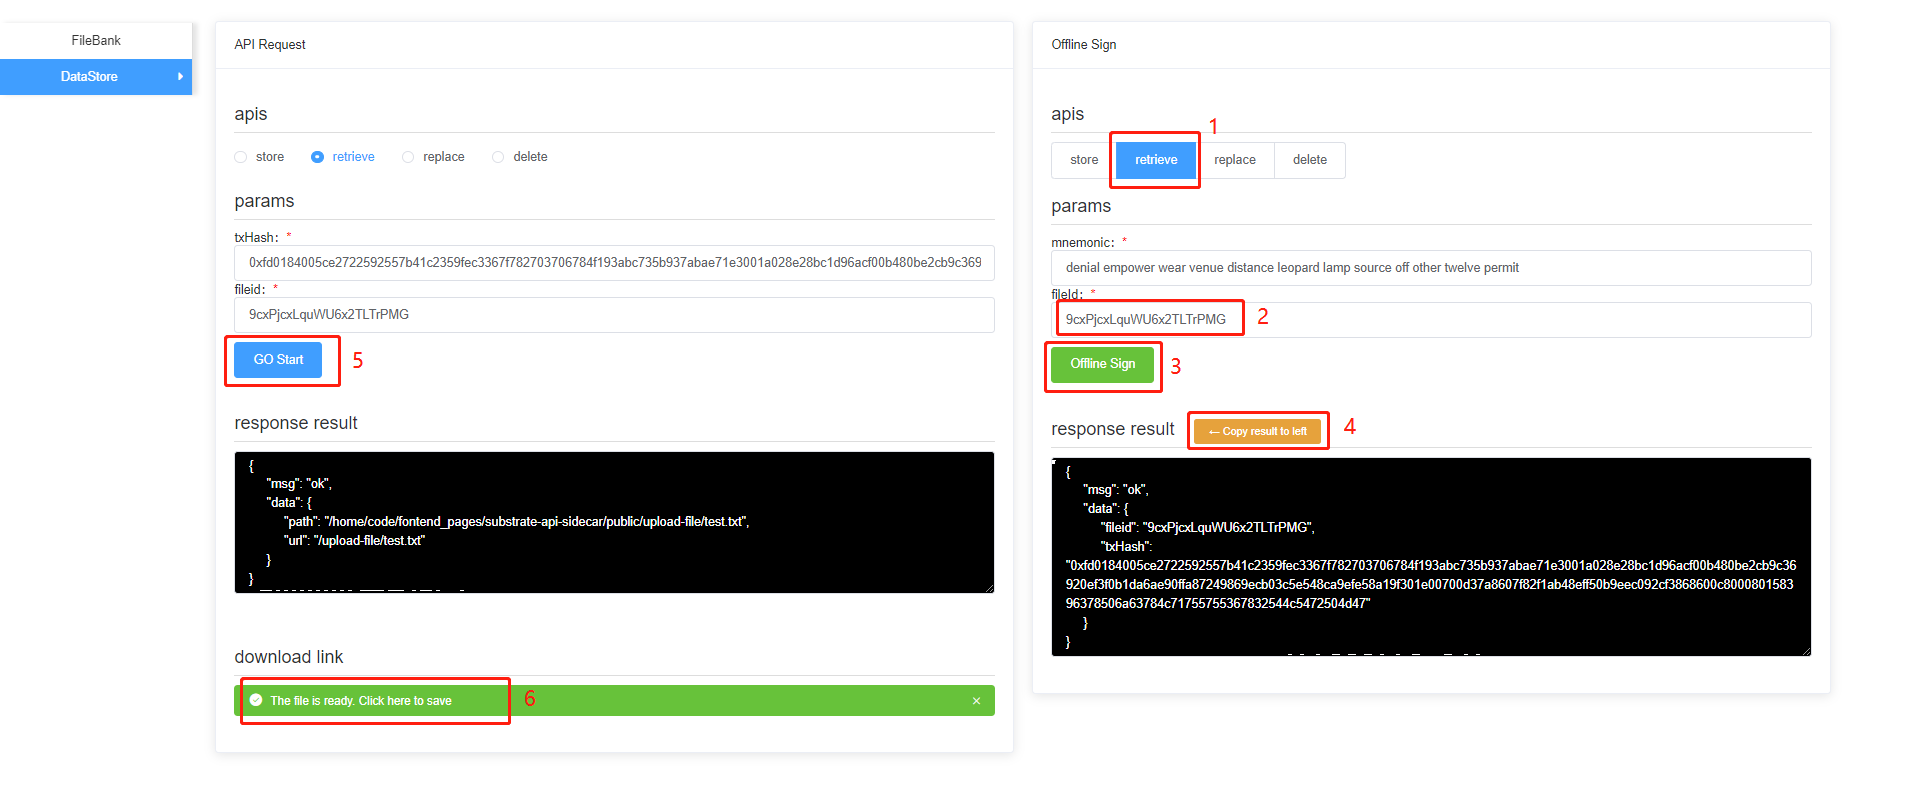 FileBank
DataStore
API Request
apis
store retrieve replace delete
params
txHash: *
0xfd0184005ce2722592557b41c2359fec3367f782703706784f193abc735b937abae71e3001a028e28bc1d96acf00b480be2cb9c369
fileid: *
9cxPjcxLquWU6x2TLTrPMG
GO Start
5
response result
{
"msg": "ok",
"data": {
"path": "/home/code/fontend_pages/substrate-api-sidecar/public/upload-file/test.txt",
"url": "/upload-file/test.txt"
}
}
download link
The file is ready. Click here to save
6
×
Offline Sign
apis
1
store retrieve replace delete
params
mnemonic: *
denial empower wear venue distance leopard lamp source off other twelve permit
fileId: *
9cxPjcxLquWU6x2TLTrPMG
2
Offline Sign
3
response result
←Copy result to left
4
{
"msg": "ok",
"data": {
"fileid": "9cxPjcxLquWU6x2TLTrPMG",
"txHash":
"0xfd0184005ce2722592557b41c2359fec3367f782703706784f193abc735b937abae71e3001a028e28bc1d96acf00b480be2cb9c36
920ef3f0b1da6ae90ffa87249869ecb03c5e548ca9efe58a19f301e00700d37a8607f82f1ab48eff50b9eec092cf3868600c8000801583
96378506a63784c71755755367832544c5472504d47"
}
}